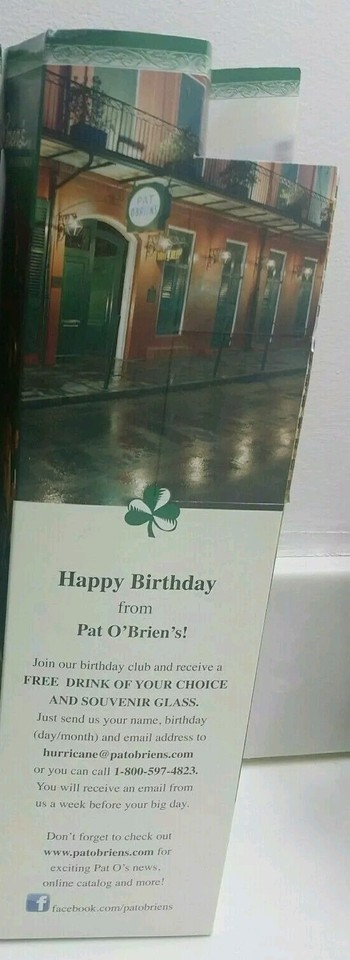 PAT
O'BRIEN'S
Happy Birthday
from
Pat O'Brien's!
Join our birthday club and receive a
FREE DRINK OF YOUR CHOICE
AND SOUVENIR GLASS.
Just send us your name, birthday
(day/month) and email address to
hurricane@patobriens.com
or you can call 1-800-597-4823.
You will receive an email from
us a week before your big day.
Don't forget to check out
www.patobriens.com for
exciting Pat O's news,
online catalog and more!
f facebook.com/patobriens